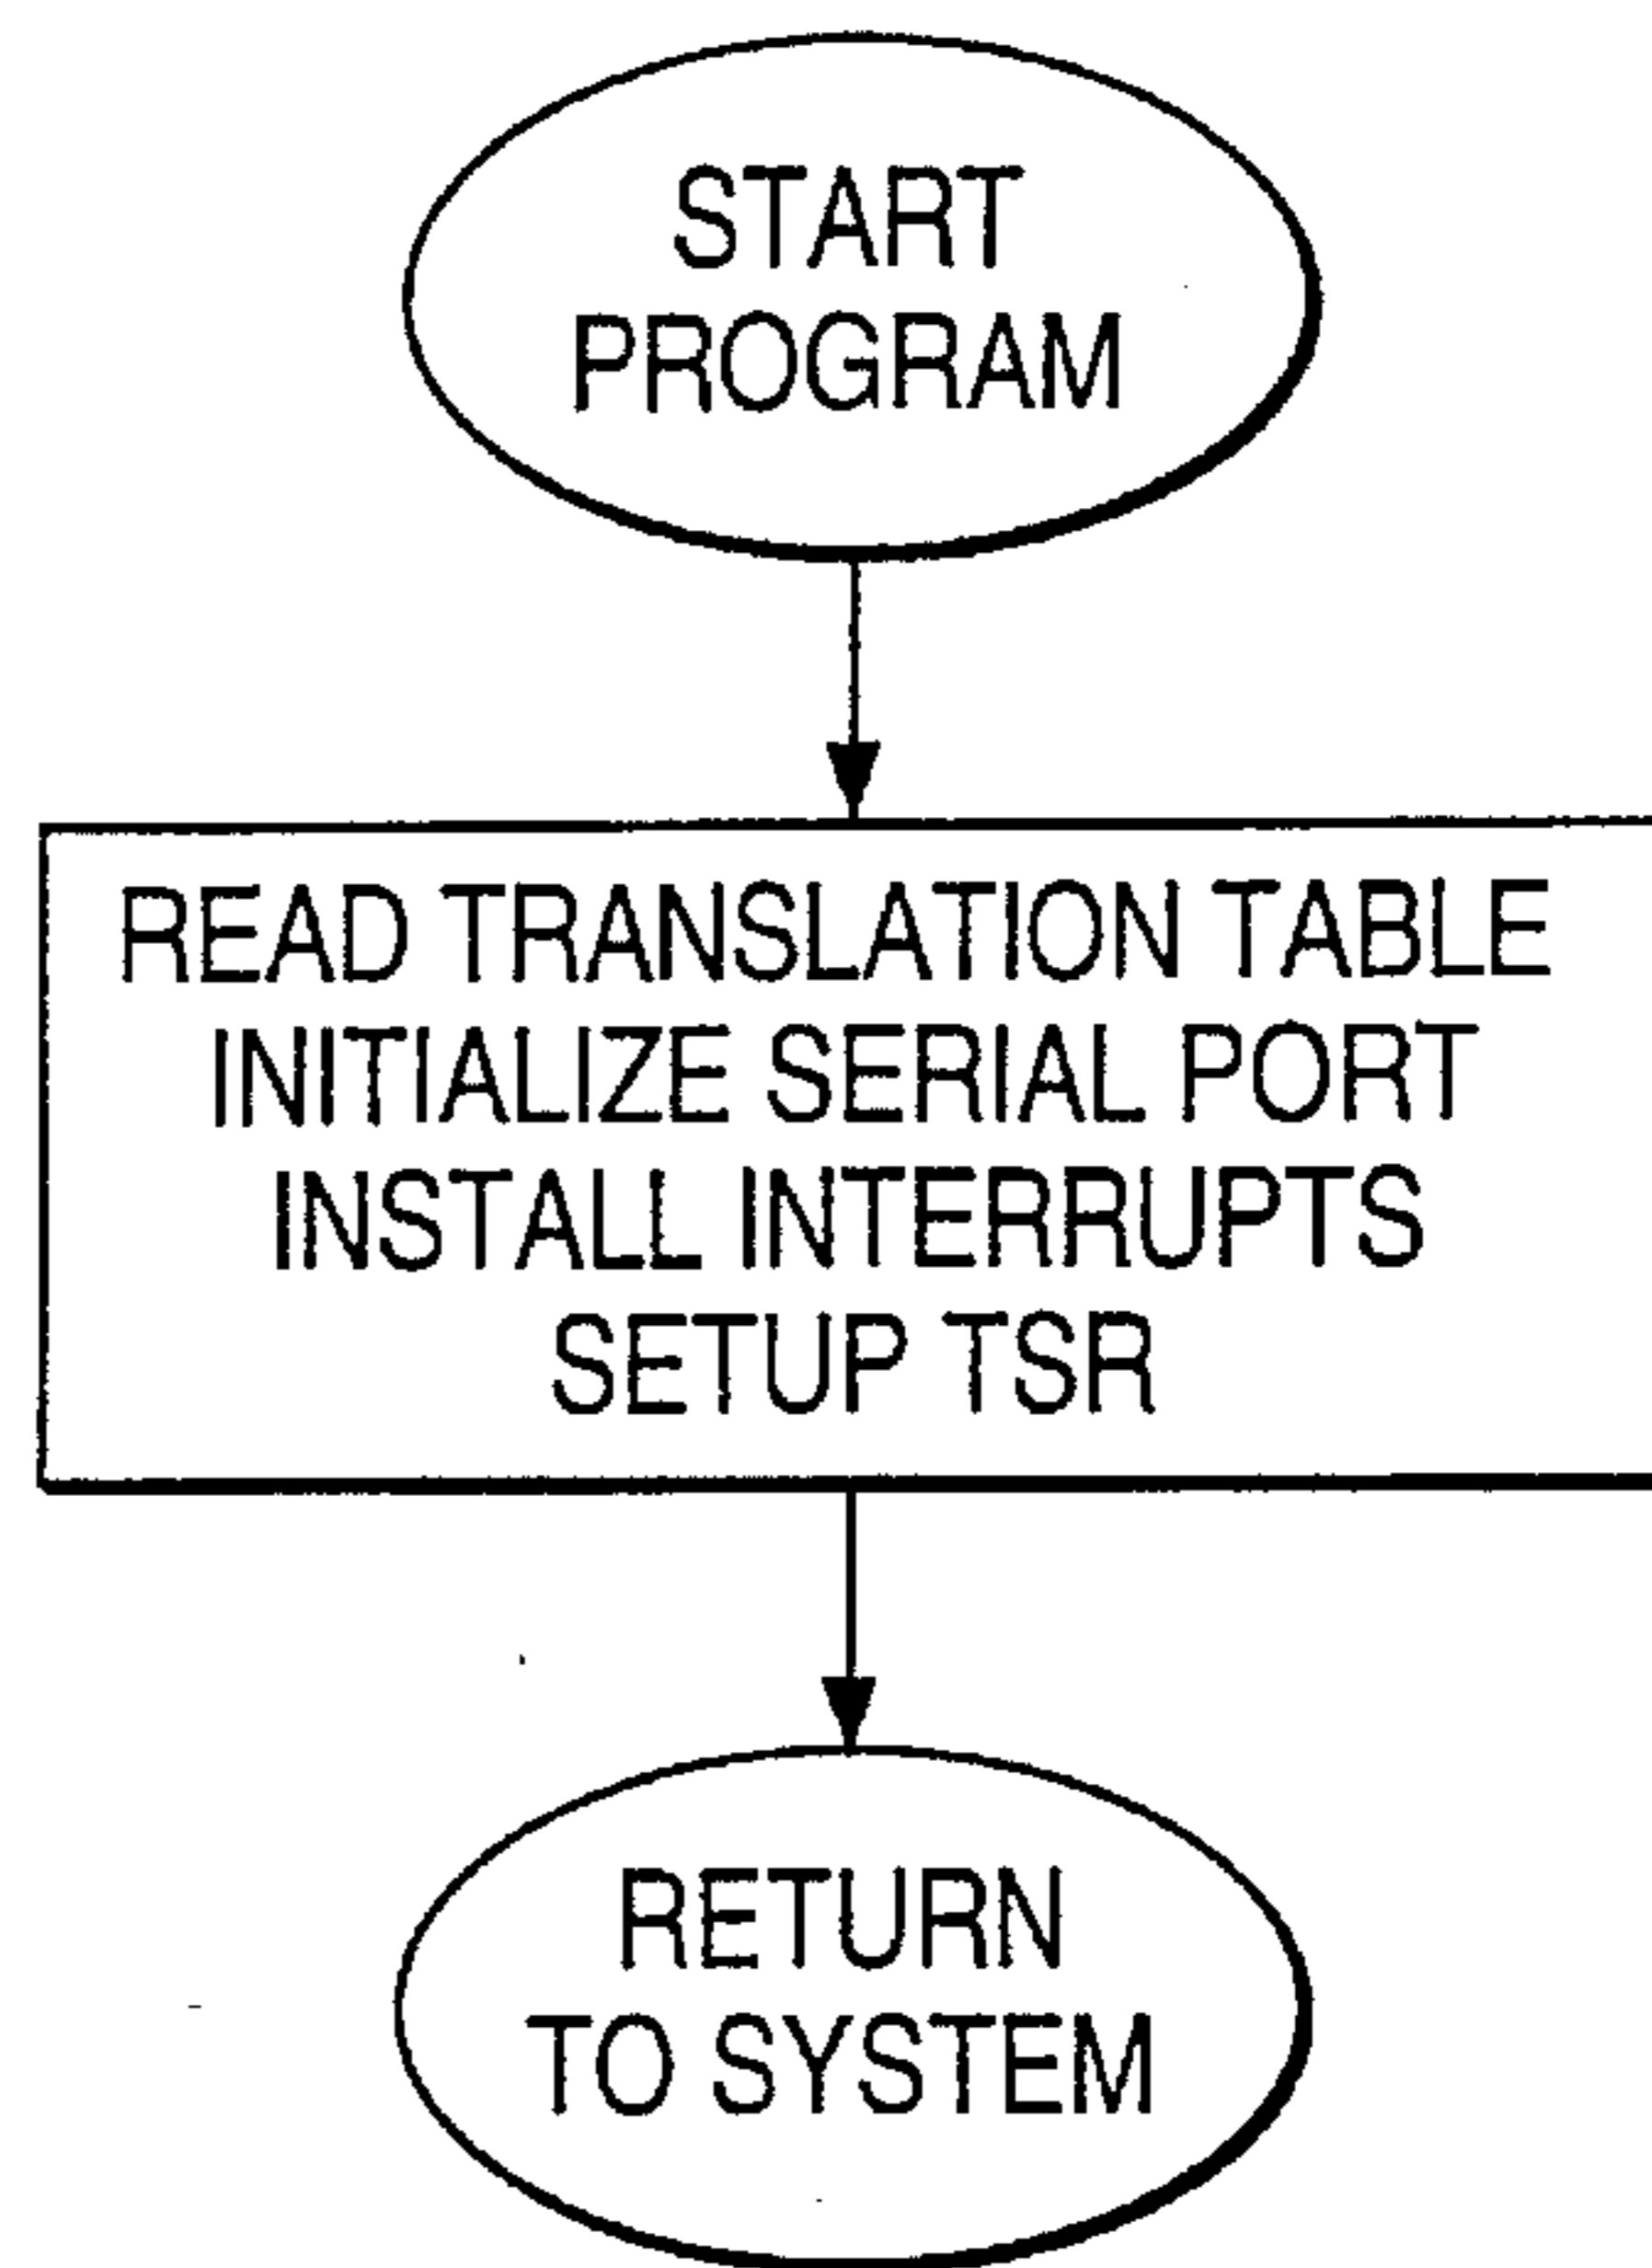 START
PROGRAM
READ TRANSLATION TABLE
INITIALIZE SERIAL PORT
INSTALL INTERRUPTS
SETUP TSR
RETURN
TO SYSTEM